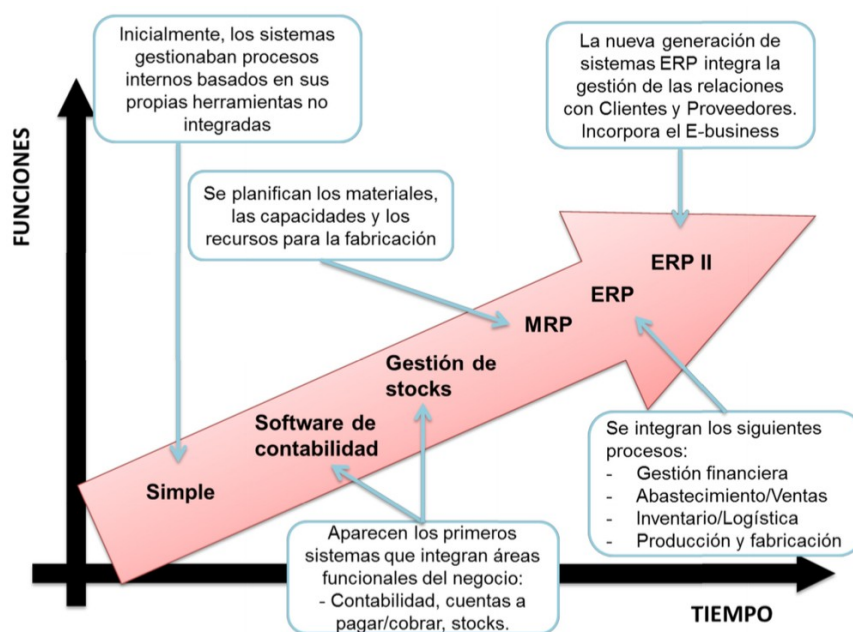 Inicialmente, los sistemas
gestionaban procesos
internos basados en sus
propias herramientas no
integradas
La nueva generación de
sistemas ERP integra la
gestión de las relaciones
con Clientes y Proveedores.
Incorpora el E-business
FUNCIONES
Se planifican los materiales,
las capacidades y los
recursos para la fabricación
ERP II
ERP
MRP
Gestión de
stocks
Software de
contabilidad
Simple
Se integran los siguientes
procesos:
- Gestión financiera
- Abastecimiento/Ventas
- Inventario/Logística
- Producción y fabricación
Aparecen los primeros
sistemas que integran áreas
funcionales del negocio:
- Contabilidad, cuentas a
pagar/cobrar, stocks.
TIEMPO